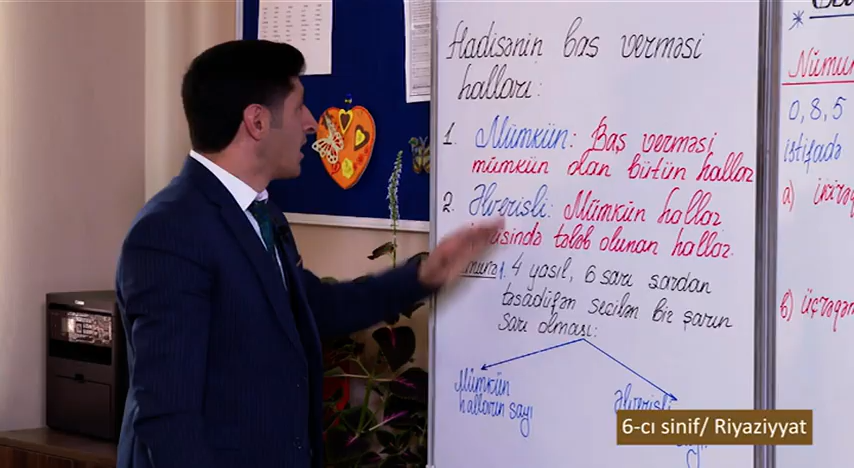 Hadisənin baş verməsi
halları:
1. Mümkün: Baş verməsi
mümkün olan bütün hallar
2. Əlverişli: Mümkün hallar
tələb olunan hallar.
1. 4 yaşıl, 6 sarı şardan
təsadüfən seçilən bir şarın
sarı olması:
Mümkün
halların sayı
Əlverişli
0, 8, 5
istifadə
a)
b)
6-cı sinif/ Riyaziyyat